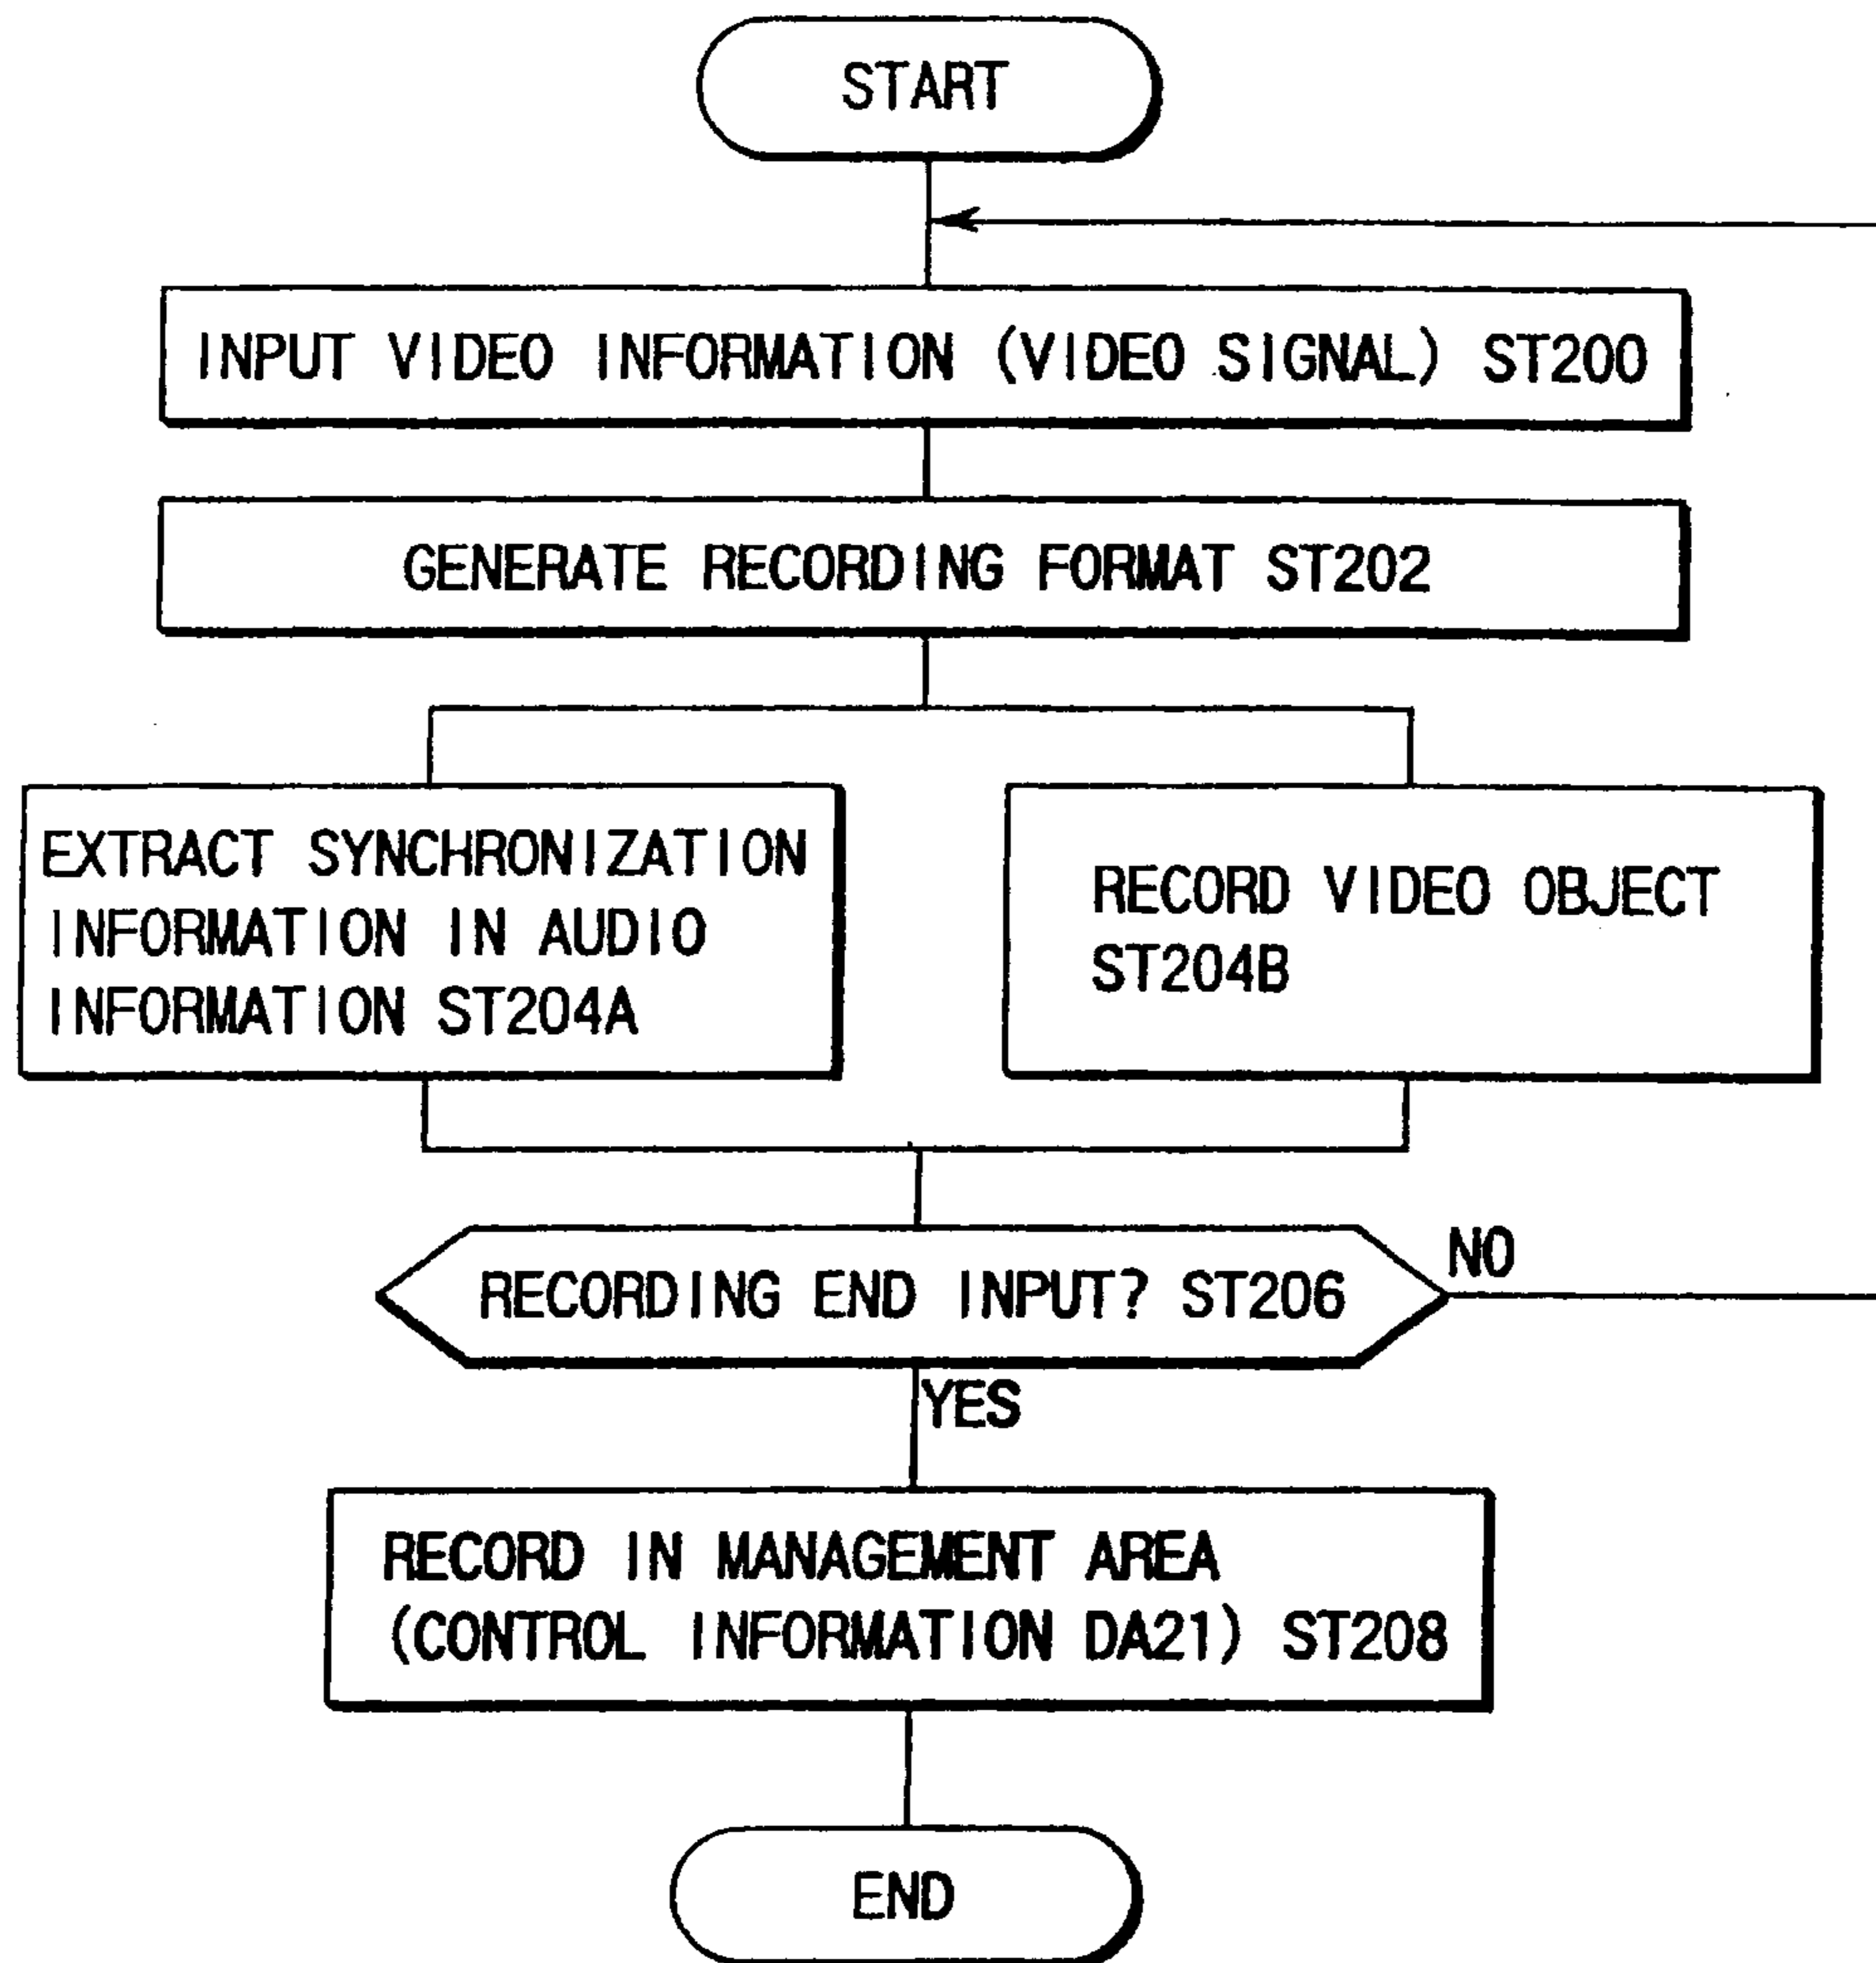 START
INPUT VIDEO INFORMATION (VIDEO SIGNAL) ST200
GENERATE RECORDING FORMAT ST202
EXTRACT SYNCHRONIZATION
INFORMATION IN AUDIO
INFORMATION ST204A
RECORD VIDEO OBJECT
ST204B
RECORDING END INPUT? ST206
NO
YES
RECORD IN MANAGEMENT AREA
(CONTROL INFORMATION DA21) ST208
END